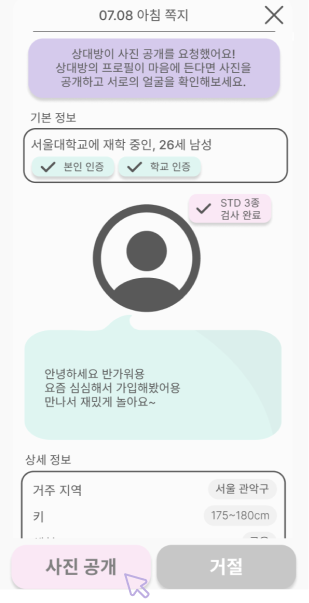 07.08 아침 쪽지
상대방이 사진 공개를 요청했어요!
상대방의 프로필이 마음에 든다면 사진을
공개하고 서로의 얼굴을 확인해보세요.
기본 정보
서울대학교에 재학 중인, 26세 남성
본인 인증
학교 인증
STD 3종
검사 완료
안녕하세요 반가워용
요즘 심심해서 가입해봤어용
만나서 재밌게 놀아요~
상세 정보
거주 지역
서울 관악구
키
175~180cm
사진 공개
거절